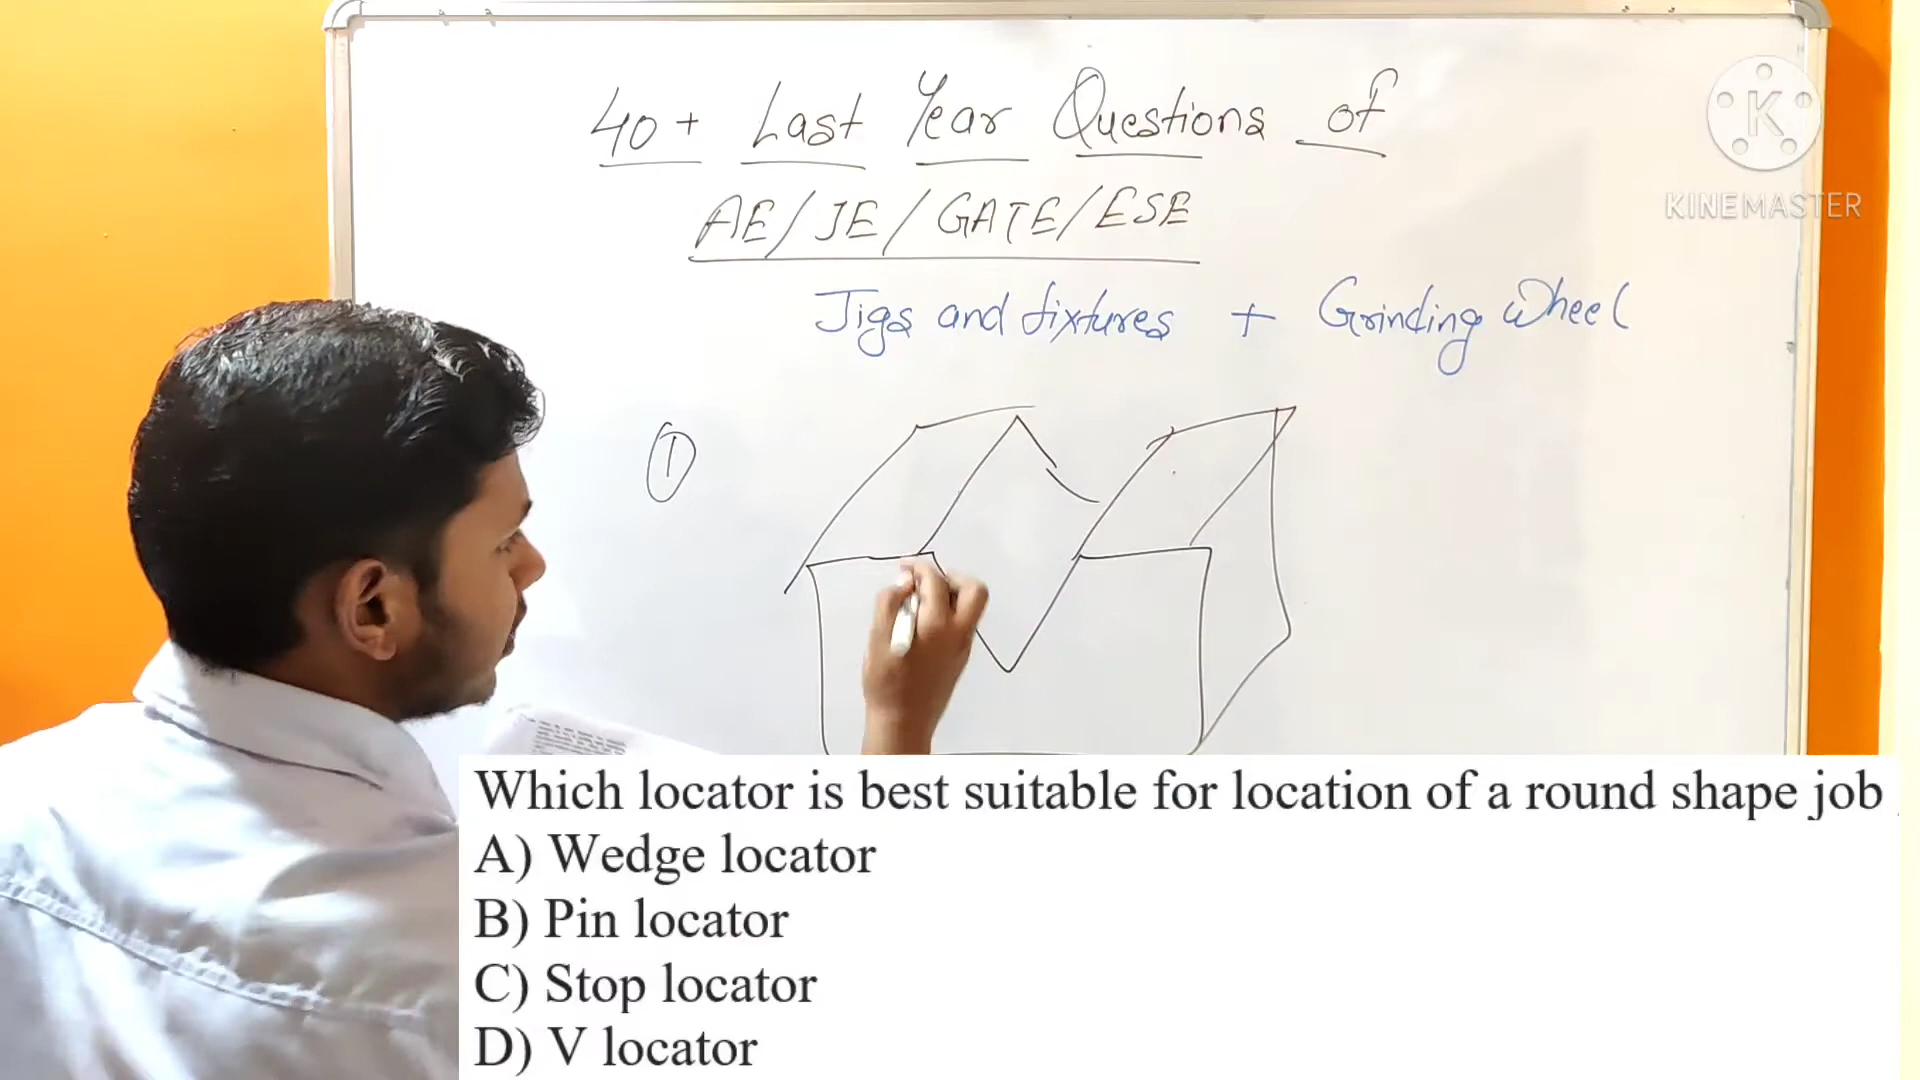 40+ Last Year Questions of
AE/JE/GATE/ESE
Jigs and fixtures + Grinding wheel
1
K
KINEMASTER
Which locator is best suitable for location of a round shape job
A) Wedge locator
B) Pin locator
C) Stop locator
D) V locator